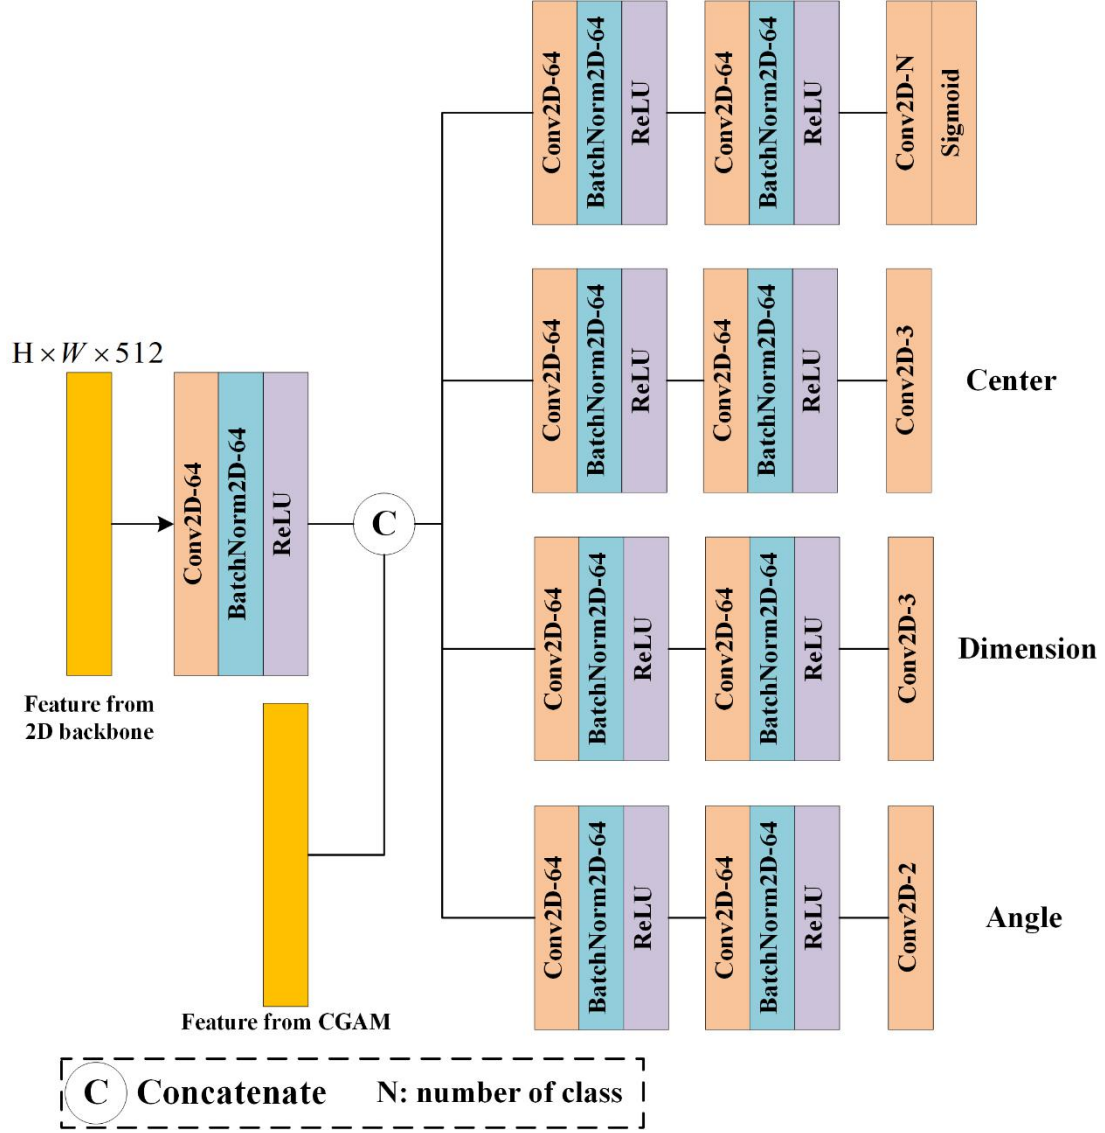 H × W × 512
Feature from
2D backbone
Conv2D-64
BatchNorm2D-64
ReLU
C
Feature from CGAM
Conv2D-64
BatchNorm2D-64
ReLU
Conv2D-64
BatchNorm2D-64
ReLU
Conv2D-N
Sigmoid
Conv2D-64
BatchNorm2D-64
ReLU
Conv2D-64
BatchNorm2D-64
ReLU
Conv2D-3
Center
Conv2D-64
BatchNorm2D-64
ReLU
Conv2D-64
BatchNorm2D-64
ReLU
Conv2D-3
Dimension
Conv2D-64
BatchNorm2D-64
ReLU
Conv2D-64
BatchNorm2D-64
ReLU
Conv2D-2
Angle
C Concatenate N: number of class